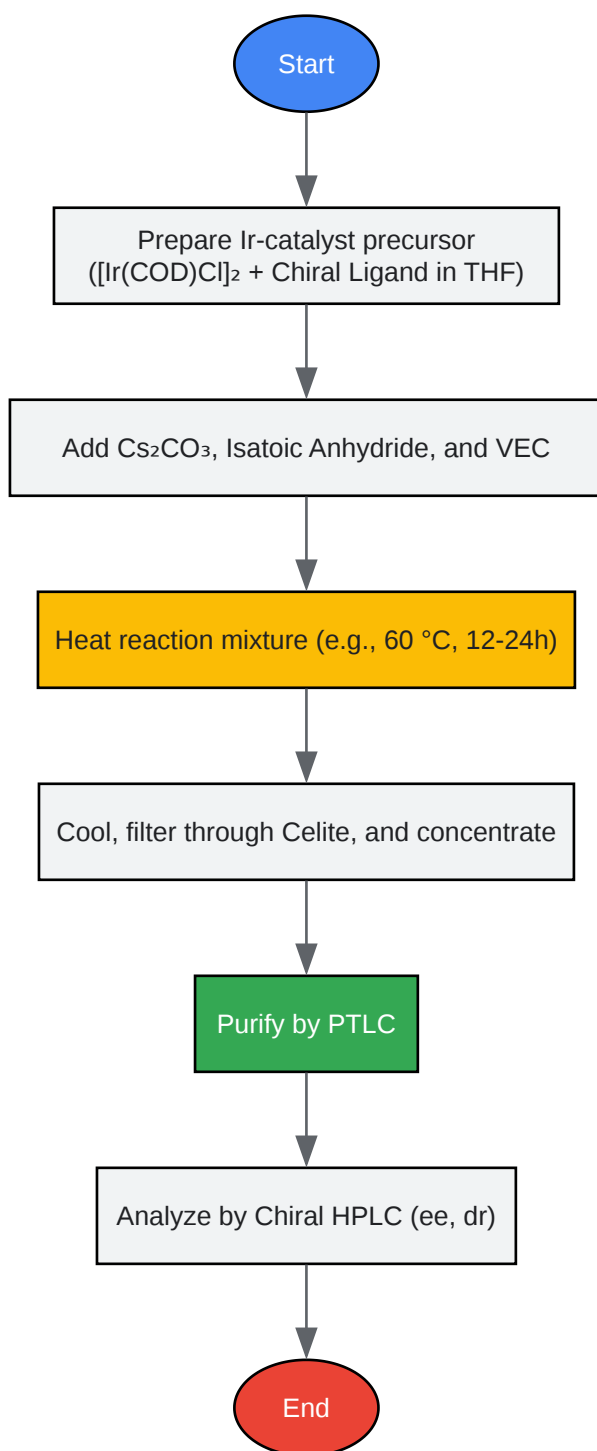 Start
Prepare Ir-catalyst precursor
([Ir(COD)Cl]₂ + Chiral Ligand in THF)
Add Cs₂CO₃, Isatoic Anhydride, and VEC
Heat reaction mixture (e.g., 60 °C, 12-24h)
Cool, filter through Celite, and concentrate
Purify by PTLC
Analyze by Chiral HPLC (ee, dr)
End